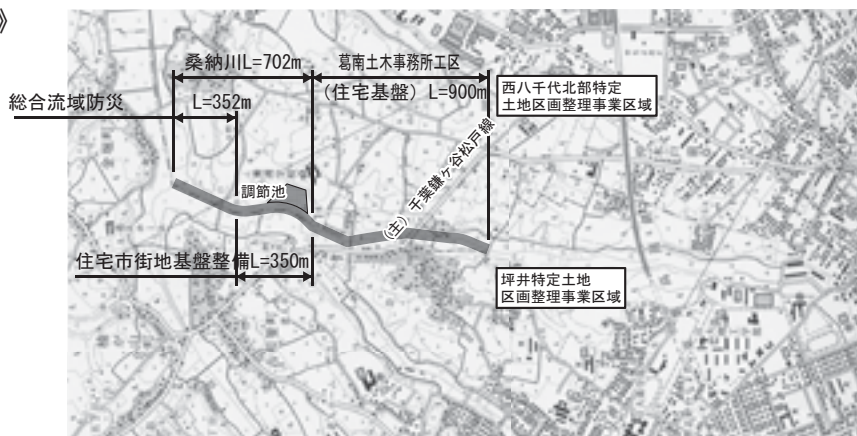 》
桑納川L=702m
葛南土木事務所工区
(住宅基盤) L=900m
総合流域防災
L=352m
西八千代北部特定
土地区画整理事業区域
調節池
(主) 千葉鎌ヶ谷松戸線
住宅市街地基盤整備L=350m
坪井特定土地
区画整理事業区域